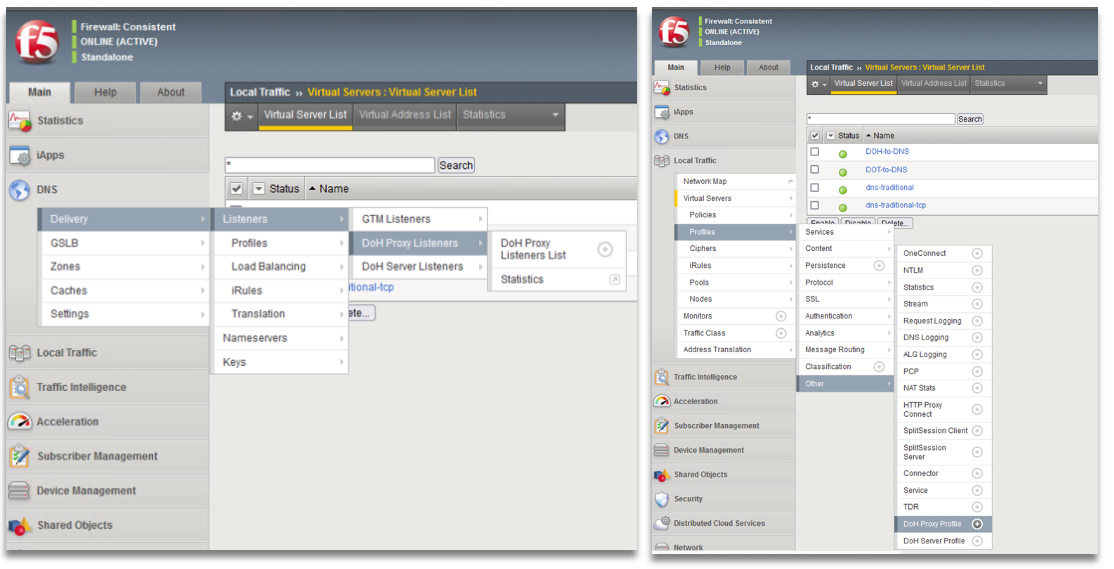 f5
Firewall: Consistent
ONLINE (ACTIVE)
Standalone
Main
Help
About
Local Traffic ›› Virtual Servers : Virtual Server List
Virtual Server List
Virtual Address List
Statistics
Statistics
iApps
DNS
*
Search
Status
Name
Delivery
GSLB
Zones
Caches
Settings
Listeners
Profiles
Load Balancing
iRules
Translation
Nameservers
Keys
GTM Listeners
DoH Proxy Listeners
DoH Server Listeners
DoH Proxy
Listeners List
Statistics
itional-tcp
ete...
Local Traffic
Traffic Intelligence
Acceleration
Subscriber Management
Device Management
Shared Objects
f5
Firewall: Consistent
ONLINE (ACTIVE)
Standalone
Main
Help
About
Local Traffic ›› Virtual Servers : Virtual Server List
Virtual Server List
Virtual Address List
Statistics
Statistics
iApps
DNS
Local Traffic
*
Search
Status
Name
DOH-to-DNS
DOT-to-DNS
dns-traditional
dns-traditional-tcp
Enable
Disable
Delete...
Network Map
Virtual Servers
Policies
Profiles
Ciphers
iRules
Pools
Nodes
Monitors
Traffic Class
Address Translation
Services
Content
Persistence
Protocol
SSL
Authentication
Analytics
Message Routing
Classification
Other
OneConnect
NTLM
Statistics
Stream
Request Logging
DNS Logging
ALG Logging
PCP
NAT Stats
HTTP Proxy
Connect
SplitSession Client
SplitSession
Server
Connector
Service
TDR
DoH Proxy Profile
DoH Server Profile
Traffic Intelligence
Acceleration
Subscriber Management
Device Management
Shared Objects
Security
Distributed Cloud Services
Network